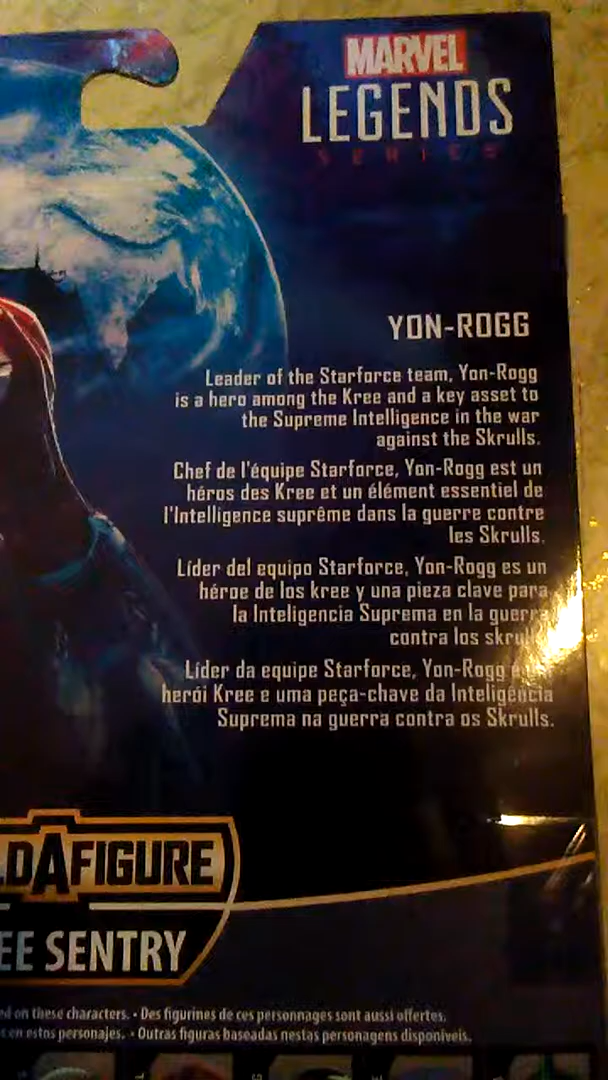 MARVEL
LEGENDS
SERIES
YON-ROGG
Leader of the Starforce team, Yon-Rogg
is a hero among the Kree and a key asset to
the Supreme Intelligence in the war
against the Skrulls.
Chef de l'équipe Starforce, Yon-Rogg est un
héros des Kree et un élément essentiel de
l'Intelligence suprême dans la guerre contre
les Skrulls.
Líder del equipo Starforce, Yon-Rogg es un
héroe de los kree y una pieza clave para
la Inteligencia Suprema en la guerra
contra los
Líder da equipe Starforce, Yon-Rogg é
herói Kree e uma peça-chave da Inteligência
Suprema na guerra contra os Skrulls.
LDAFIGURE
EE SENTRY
ed on these characters. • Des figurines de ces personnages sont aussi offertes.
en estos personajes. • Outras figuras baseadas nestas personagens disponíveis.